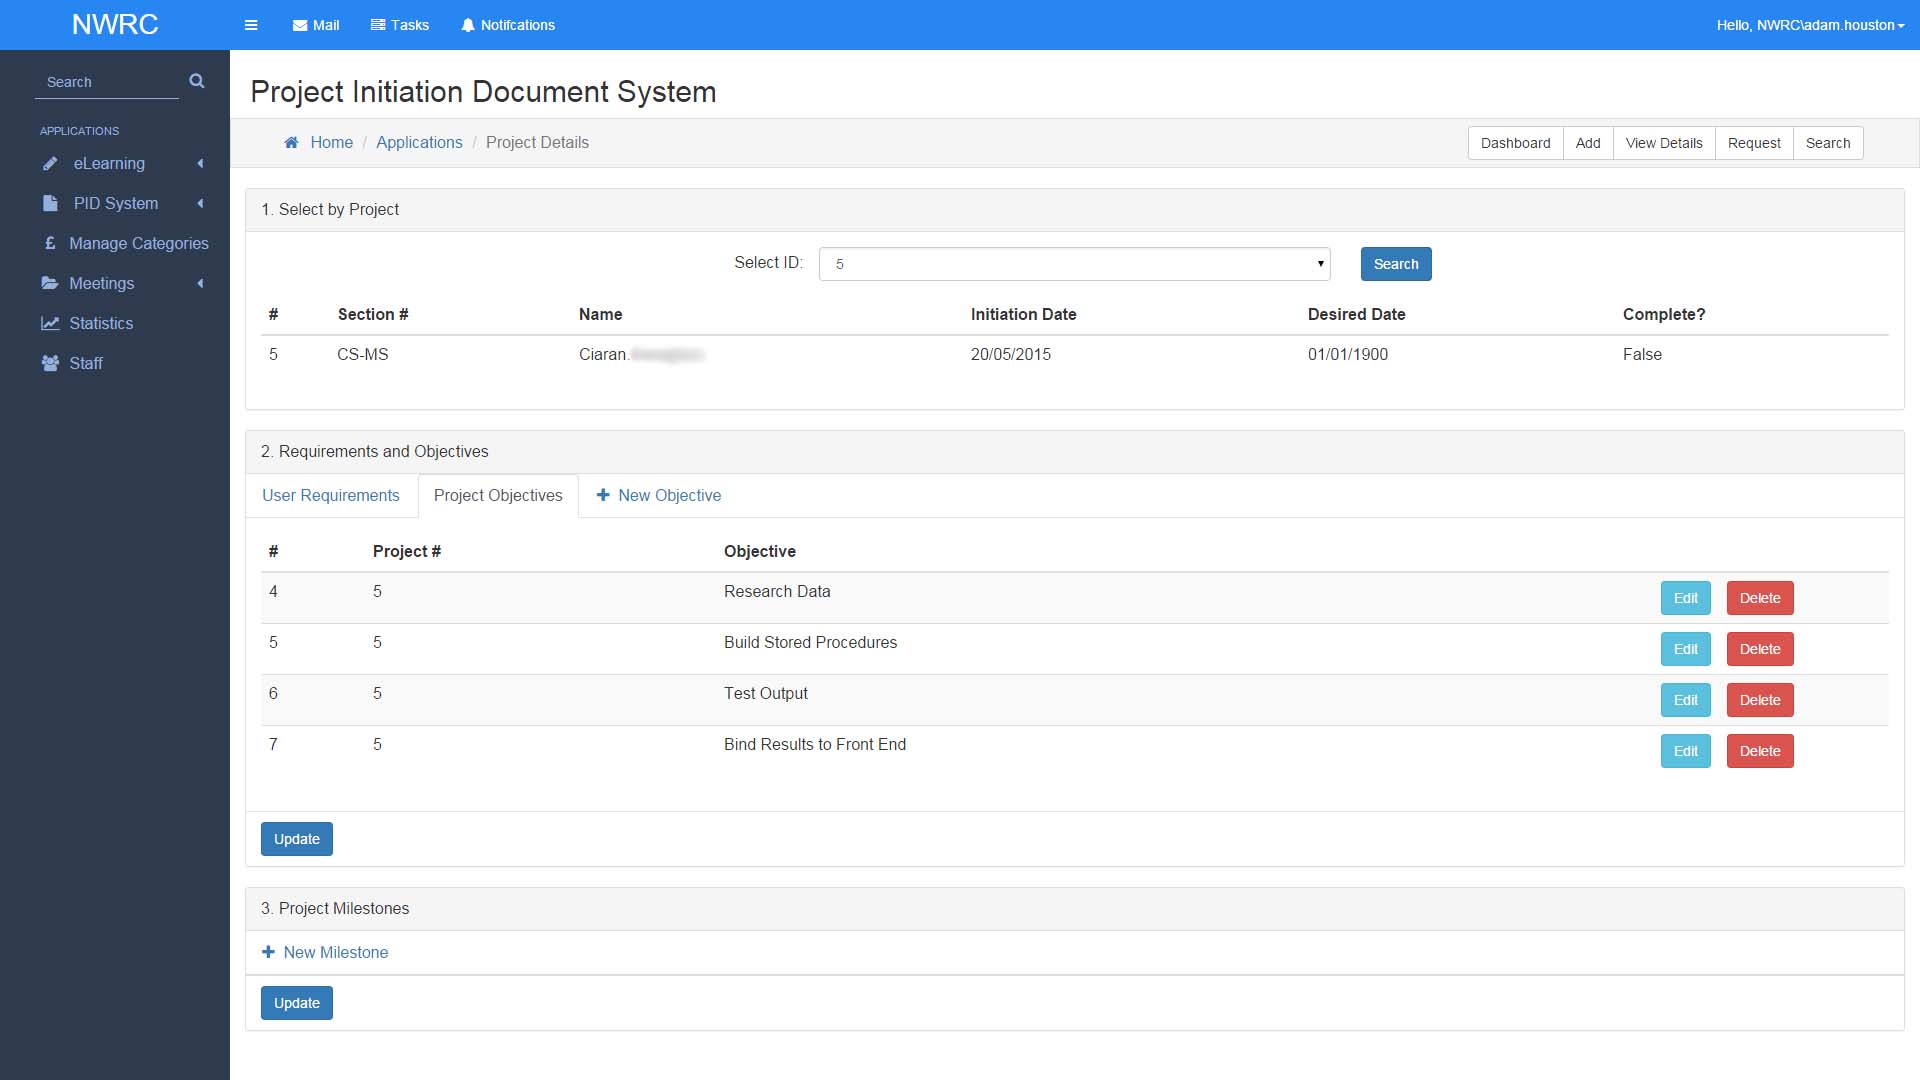 NWRC
Mail Tasks Notifcations
Hello, NWRC\adam.houston
Search
APPLICATIONS
eLearning
PID System
£ Manage Categories
Meetings
Statistics
Staff
Project Initiation Document System
Home / Applications / Project Details
Dashboard Add View Details Request Search
1. Select by Project
Select ID: 5 Search
# Section # Name Initiation Date Desired Date Complete?
5 CS-MS Ciaran. 20/05/2015 01/01/1900 False
2. Requirements and Objectives
User Requirements Project Objectives + New Objective
# Project # Objective
4 5 Research Data Edit Delete
5 5 Build Stored Procedures Edit Delete
6 5 Test Output Edit Delete
7 5 Bind Results to Front End Edit Delete
Update
3. Project Milestones
+ New Milestone
Update